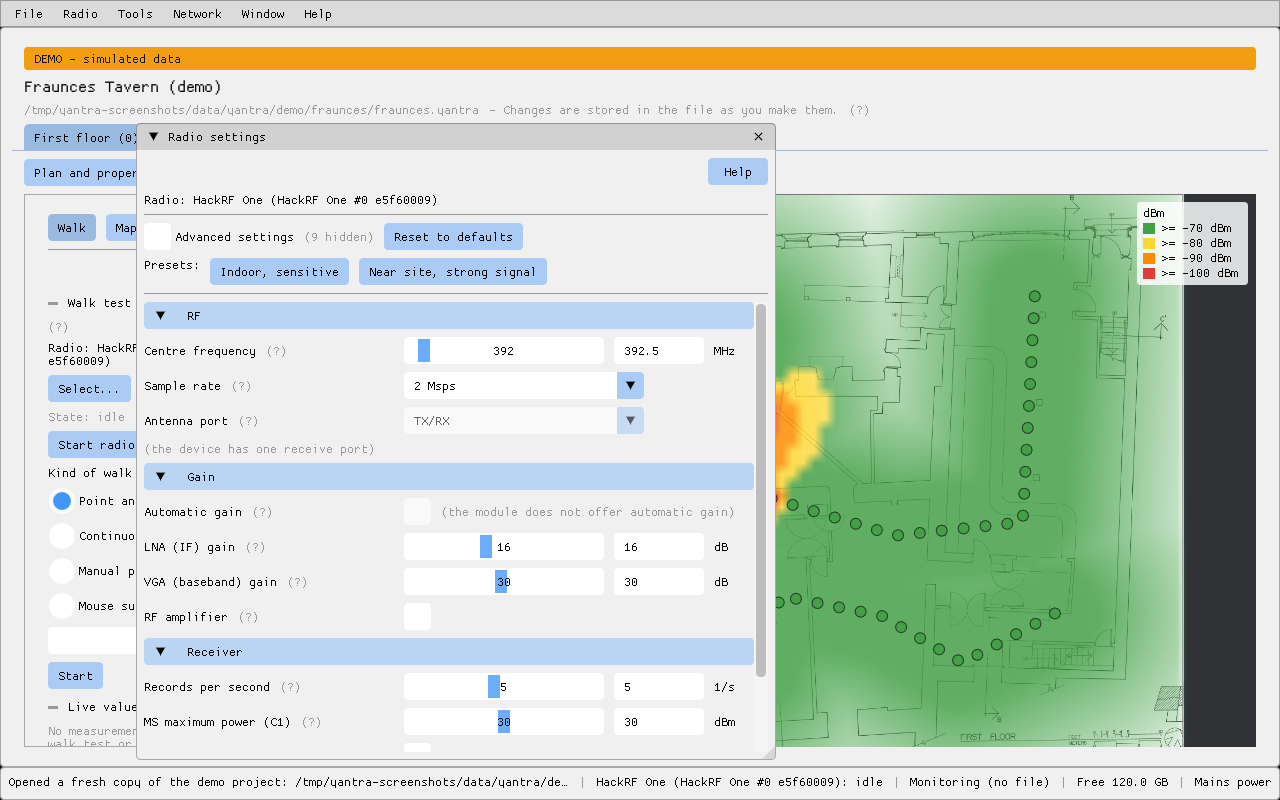 File Radio Tools Network Window Help
DEMO - simulated data
Fraunces Tavern (demo)
/tmp/yantra-screenshots/data/yantra/demo/fraunces/fraunces.yantra - Changes are stored in the file as you make them. (?)
First floor (0)
Plan and proper
Walk Map
Walk test
(?)
Radio: HackRF
e5f60009)
Select...
State: idle
Start radio
Kind of walk
Point an
Continuo
Manual p
Mouse su
Start
Live value
No measuremen
walk test or
Radio settings
Help
Radio: HackRF One (HackRF One #0 e5f60009)
Advanced settings (9 hidden) Reset to defaults
Presets: Indoor, sensitive Near site, strong signal
RF
Centre frequency (?) 392 392.5 MHz
Sample rate (?) 2 Msps
Antenna port (?) TX/RX
(the device has one receive port)
Gain
Automatic gain (?) (the module does not offer automatic gain)
LNA (IF) gain (?) 16 16 dB
VGA (baseband) gain (?) 30 30 dB
RF amplifier (?)
Receiver
Records per second (?) 5 5 1/s
MS maximum power (C1) (?) 30 30 dBm
dBm
>= -70 dBm
>= -80 dBm
>= -90 dBm
>= -100 dBm
FIRST FLOOR
Opened a fresh copy of the demo project: /tmp/yantra-screenshots/data/yantra/de… | HackRF One (HackRF One #0 e5f60009): idle | Monitoring (no file) | Free 120.0 GB | Mains power